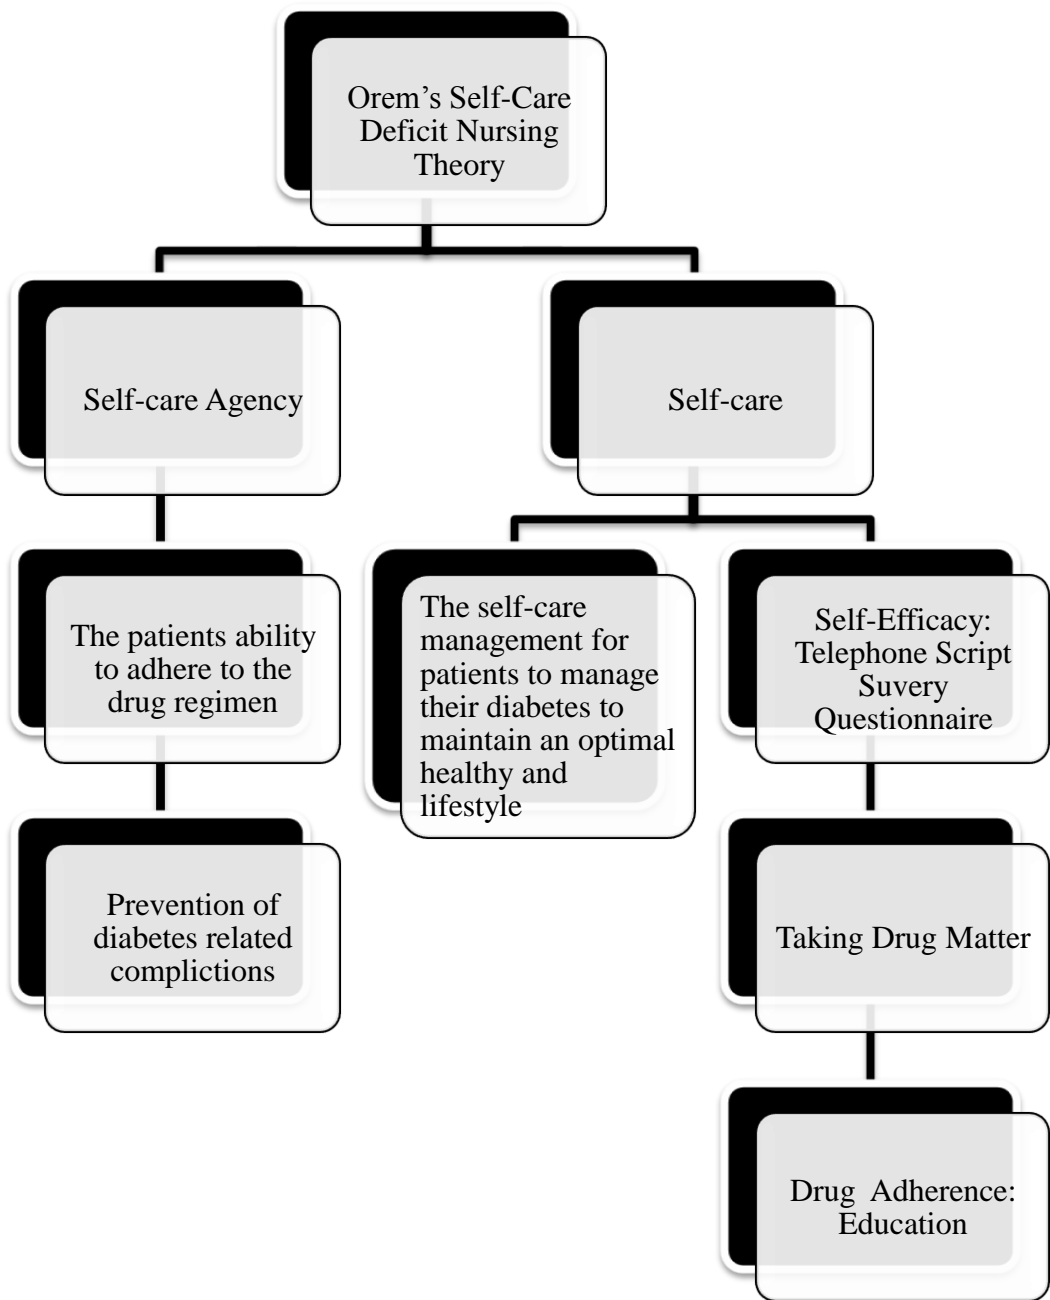 Orem’s Self-Care
Deficit Nursing
Theory
Self-care Agency
Self-care
The patients ability
to adhere to the
drug regimen
The self-care
management for
patients to manage
their diabetes to
maintain an optimal
healthy and
lifestyle
Self-Efficacy:
Telephone Script
Suvery
Questionnaire
Prevention of
diabetes related
complictions
Taking Drug Matter
Drug Adherence:
Education